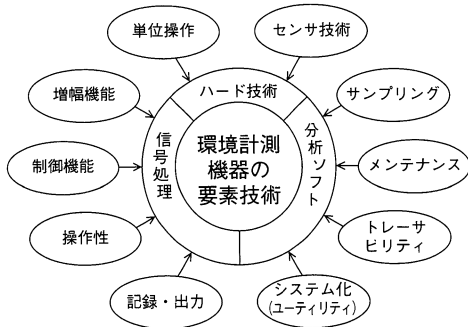 単位操作
センサ技術
増幅機能
ハード技術
サンプリング
信号処理
環境計測
機器の
要素技術
分析ソフト
制御機能
メンテナンス
操作性
トレーサ
ビリティ
記録・出力
システム化
(ユーティリティ)